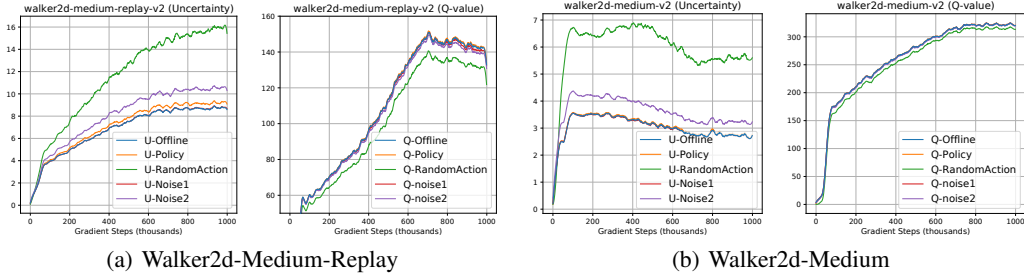 walker2d-medium-replay-v2 (Uncertainty)
16
14
12
10
8
6
4
2
0
0 200 400 600 800 1000
Gradient Steps (thousands)
U-Offline
U-Policy
U-RandomAction
U-Noise1
U-Noise2
walker2d-medium-replay-v2 (Q-value)
160
140
120
100
80
60
0 200 400 600 800 1000
Gradient Steps (thousands)
Q-Offline
Q-Policy
Q-RandomAction
Q-noise1
Q-noise2
(a) Walker2d-Medium-Replay
walker2d-medium-v2 (Uncertainty)
7
6
5
4
3
2
1
0
0 200 400 600 800 1000
Gradient Steps (thousands)
U-Offline
U-Policy
U-RandomAction
U-Noise1
U-Noise2
walker2d-medium-v2 (Q-value)
300
250
200
150
100
50
0
0 200 400 600 800 1000
Gradient Steps (thousands)
Q-Offline
Q-Policy
Q-RandomAction
Q-noise1
Q-noise2
(b) Walker2d-Medium